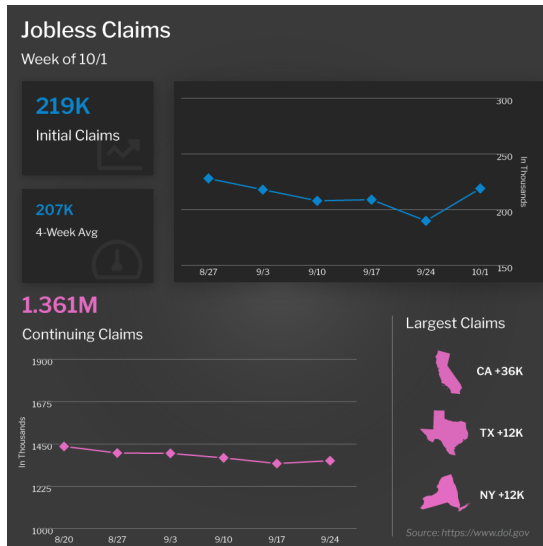 Jobless Claims
Week of 10/1
219K
Initial Claims
207K
4-Week Avg
300
250
200
150
In Thousands
8/27 9/3 9/10 9/17 9/24 10/1
1.361M
Continuing Claims
1900
1675
1450
1225
1000
In Thousands
8/20 8/27 9/3 9/10 9/17 9/24
Largest Claims
CA +36K
TX +12K
NY +12K
Source: https://www.dol.gov